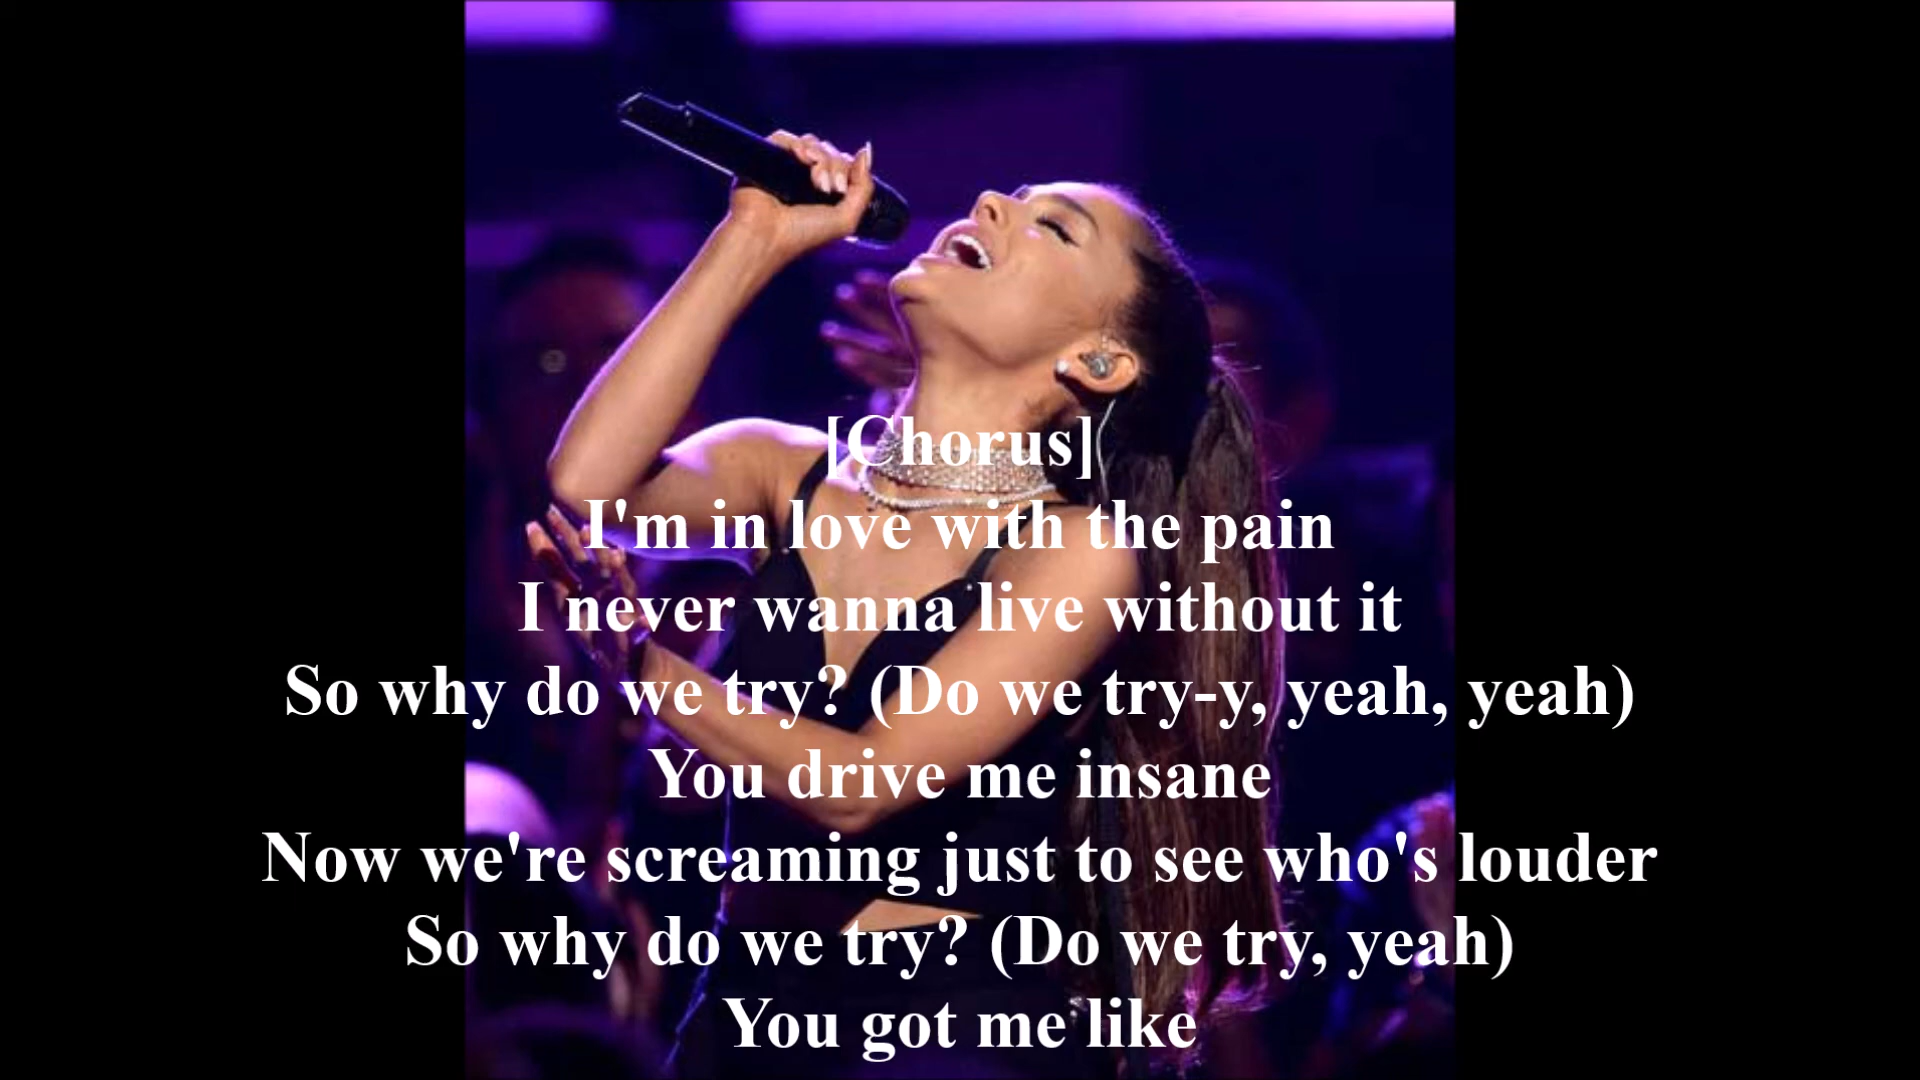 [Chorus]
I'm in love with the pain
I never wanna live without it
So why do we try? (Do we try-y, yeah, yeah)
You drive me insane
Now we're screaming just to see who's louder
So why do we try? (Do we try, yeah)
You got me like